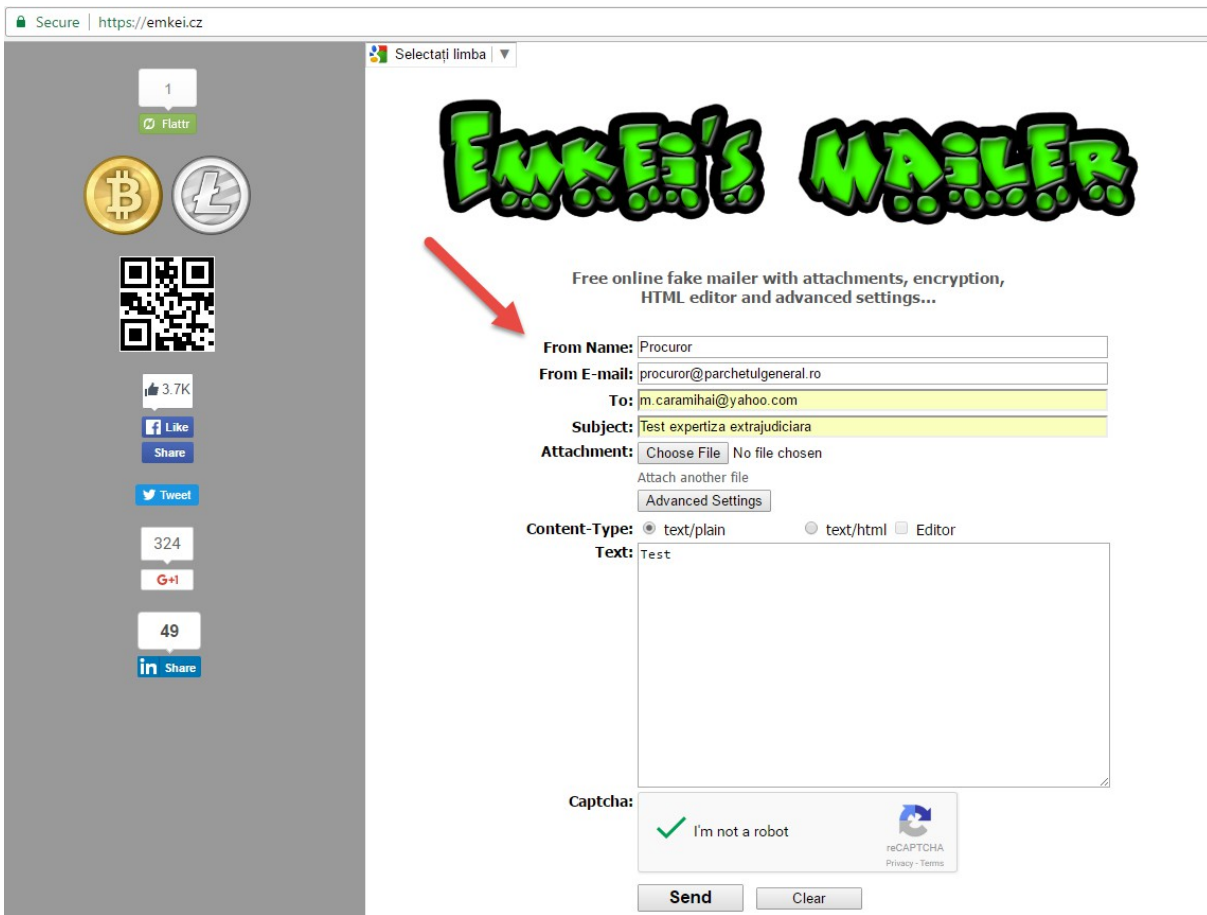 Secure | https://emkei.cz
Selectați limba ▼
1
Flattr
EMKEI'S MAILER
Free online fake mailer with attachments, encryption,
HTML editor and advanced settings...
From Name: Procuror
From E-mail: procuror@parchetulgeneral.ro
To: m.caramihai@yahoo.com
Subject: Test expertiza extrajudiciara
Attachment: Choose File No file chosen
Attach another file
Advanced Settings
Content-Type: text/plain text/html Editor
Text: Test
3.7K
Like
Share
Tweet
324
G+1
49
in Share
Captcha: I'm not a robot
reCAPTCHA
Privacy - Terms
Send Clear